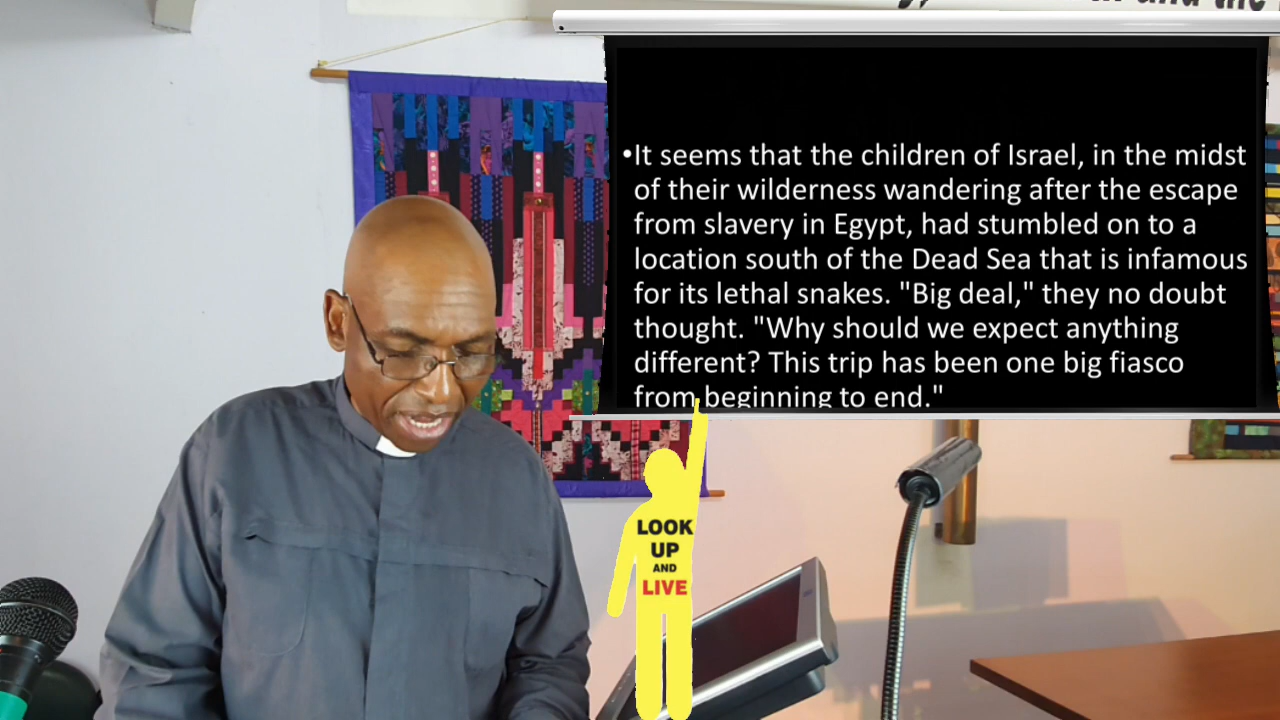 and the
•It seems that the children of Israel, in the midst
of their wilderness wandering after the escape
from slavery in Egypt, had stumbled on to a
location south of the Dead Sea that is infamous
for its lethal snakes. "Big deal," they no doubt
thought. "Why should we expect anything
different? This trip has been one big fiasco
from beginning to end."
LOOK
UP
AND
LIVE